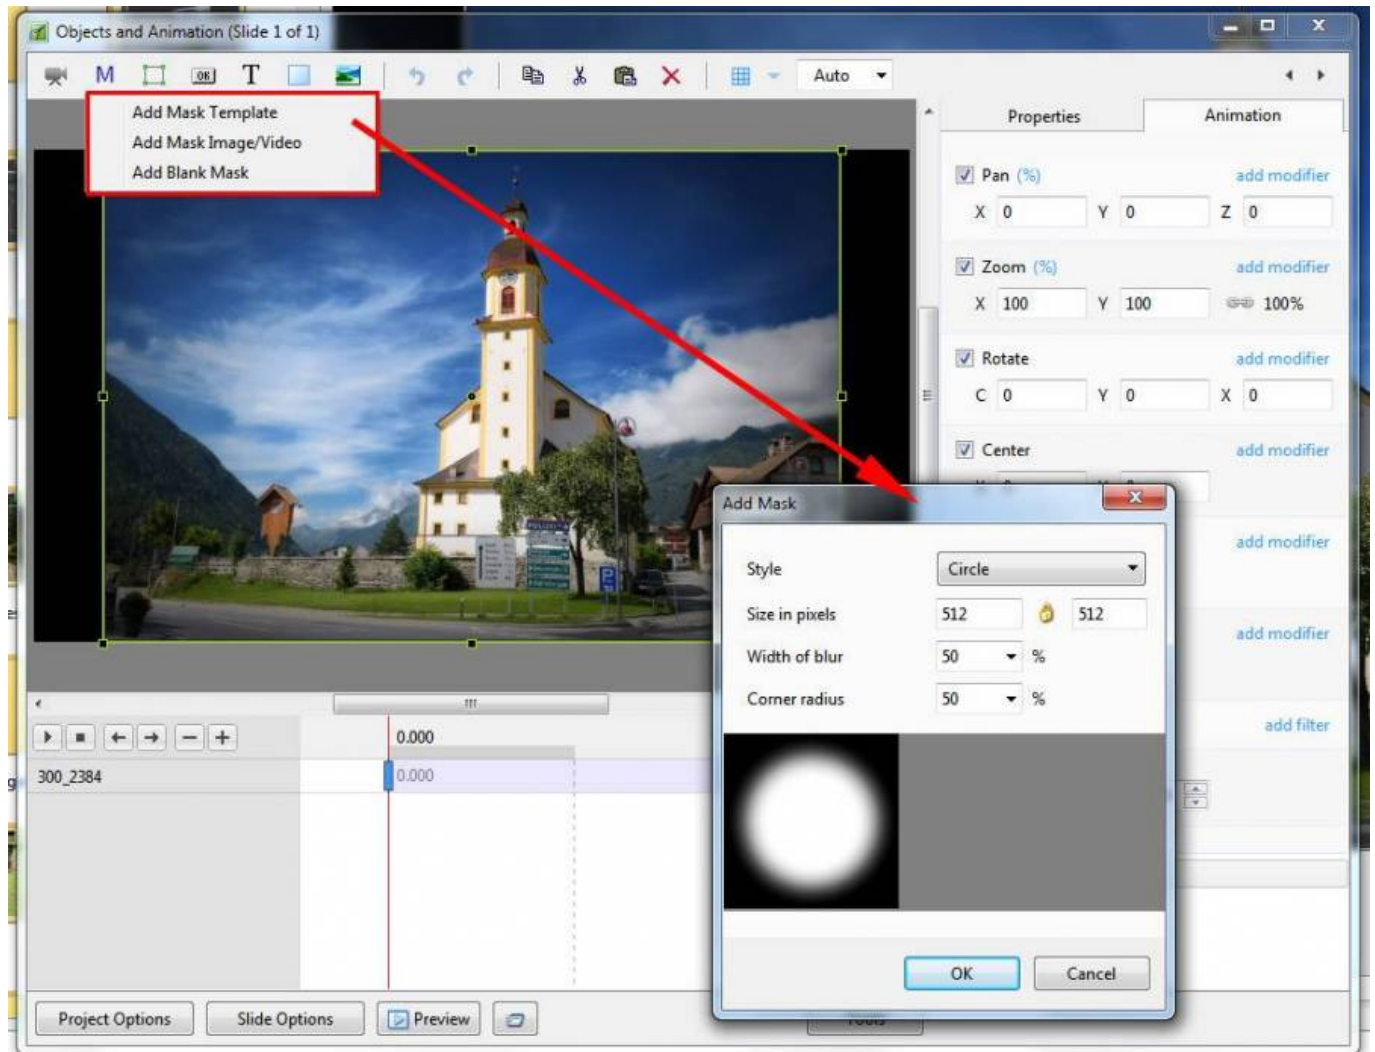 Objects and Animation (Slide 1 of 1)
M OK T Auto
Add Mask Template
Add Mask Image/Video
Add Blank Mask
Properties Animation
Pan (%) add modifier
X 0 Y 0 Z 0
Zoom (%) add modifier
X 100 Y 100 100%
Rotate add modifier
C 0 Y 0 X 0
Center add modifier
add modifier
add modifier
add filter
POLIZEI
P
Add Mask
Style Circle
Size in pixels 512 512
Width of blur 50 %
Corner radius 50 %
OK Cancel
0.000
300_2384 0.000
Project Options Slide Options Preview Tools